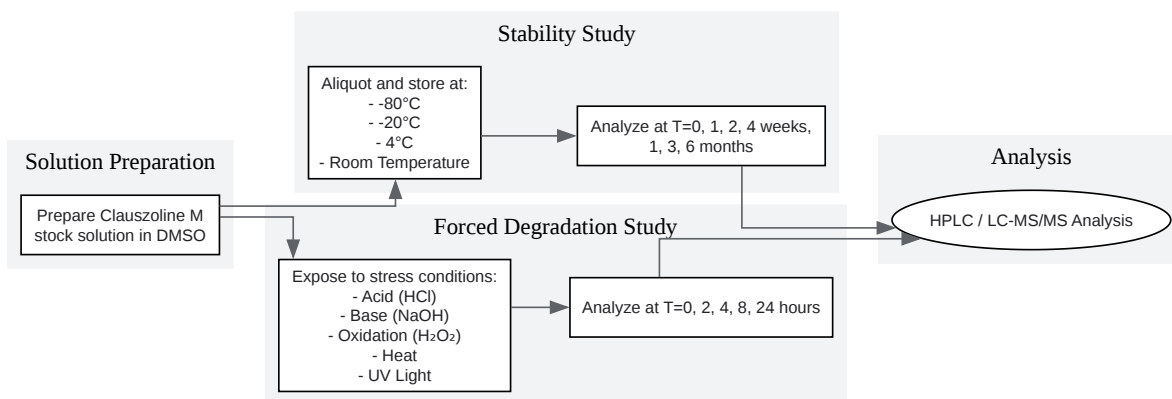 Solution Preparation
Prepare Clauszoline M
stock solution in DMSO
Stability Study
Aliquot and store at:
- -80°C
- -20°C
- 4°C
- Room Temperature
Analyze at T=0, 1, 2, 4 weeks,
1, 3, 6 months
Forced Degradation Study
Expose to stress conditions:
- Acid (HCl)
- Base (NaOH)
- Oxidation (H₂O₂)
- Heat
- UV Light
Analyze at T=0, 2, 4, 8, 24 hours
Analysis
HPLC / LC-MS/MS Analysis